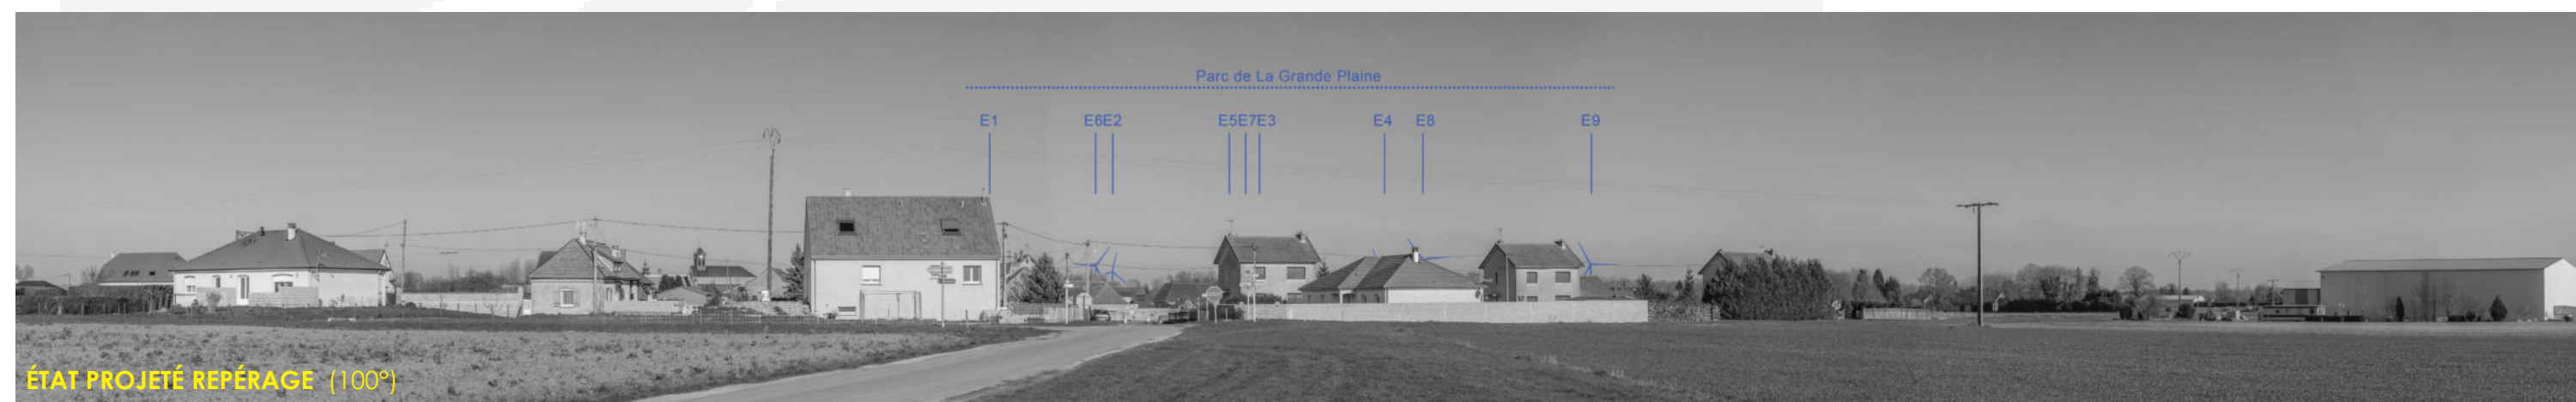 Parc de La Grande Plaine
E1 E6E2 E5E7E3 E4 E8 E9
ÉTAT PROJETÉ REPÉRAGE (100°)